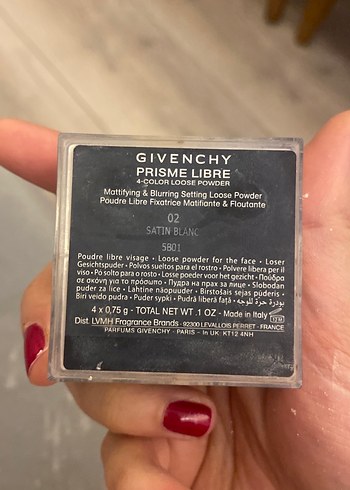 GIVENCHY
PRISME LIBRE
4-COLOR LOOSE POWDER
Mattifying & Blurring Setting Loose Powder
Poudre Libre Fixatrice Matifiante & Floutante
02
SATIN BLANC
5B01
Poudre libre visage • Loose powder for the face • Loser
Gesichtspuder • Polvos sueltos para el rostro • Polvere libera per il
viso • Pó solto para o rosto • Losse poeder voor het gezicht • Πούδρα
σε σκόνη για το πρόσωπο • Пудра на прах за лице • Slobodan
puder za lice • Lahtine näopuuder • Birstošais sejas pūderis •
Biri veido pudra • Puder sypki • Pudră liberă față • بودرة حرة للوجه
4 x 0,75 g - TOTAL NET WT .1 OZ - Made in Italy
12 M
Dist. LVMH Fragrance Brands - 92300 LEVALLOIS PERRET - FRANCE
PARFUMS GIVENCHY - PARIS - In UK: KT12 4NH